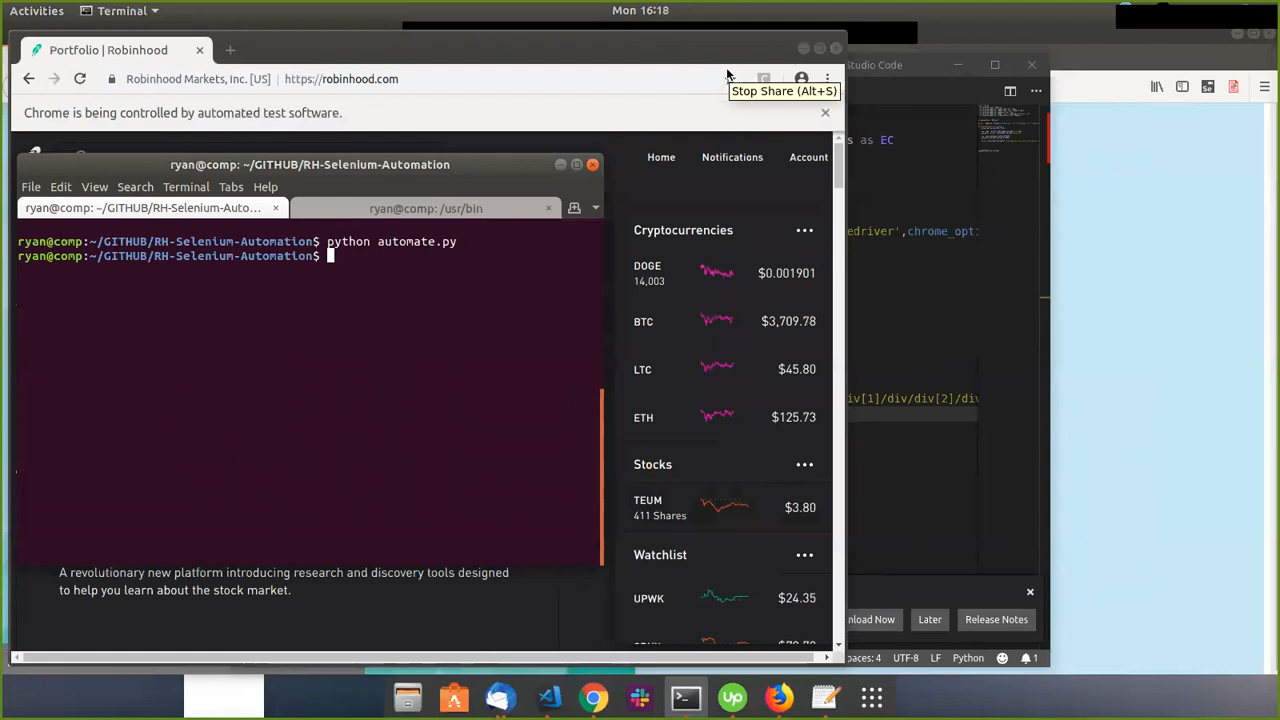 Activities
Terminal
Mon 16:18
Portfolio | Robinhood
Robinhood Markets, Inc. [US]
https://robinhood.com
Stop Share (Alt+S)
Studio Code
Chrome is being controlled by automated test software.
s as EC
ryan@comp: ~/GITHUB/RH-Selenium-Automation
File Edit View Search Terminal Tabs Help
ryan@comp: ~/GITHUB/RH-Selenium-Auto...
ryan@comp: /usr/bin
ryan@comp:~/GITHUB/RH-Selenium-Automation$ python automate.py
ryan@comp:~/GITHUB/RH-Selenium-Automation$
Home Notifications Account
Cryptocurrencies
DOGE
14,003
$0.001901
BTC
$3,709.78
LTC
$45.80
ETH
$125.73
Stocks
TEUM
411 Shares
$3.80
Watchlist
UPWK
$24.35
edriver',chrome_opti
iv[1]/div/div[2]/div
A revolutionary new platform introducing research and discovery tools designed
to help you learn about the stock market.
nload Now
Later
Release Notes
paces: 4 UTF-8 LF Python 1
Up